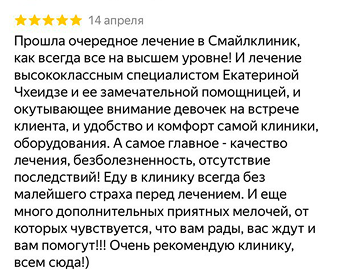 14 апреля
Прошла очередное лечение в Смайлклиник,
как всегда все на высшем уровне! И лечение
высококлассным специалистом Екатериной
Чхеидзе и ее замечательной помощницей, и
окутывающее внимание девочек на встрече
клиента, и удобство и комфорт самой клиники,
оборудования. А самое главное - качество
лечения, безболезненность, отсутствие
последствий! Еду в клинику всегда без
малейшего страха перед лечением. И еще
много дополнительных приятных мелочей, от
которых чувствуется, что вам рады, вас ждут и
вам помогут!!! Очень рекомендую клинику,
всем сюда!)